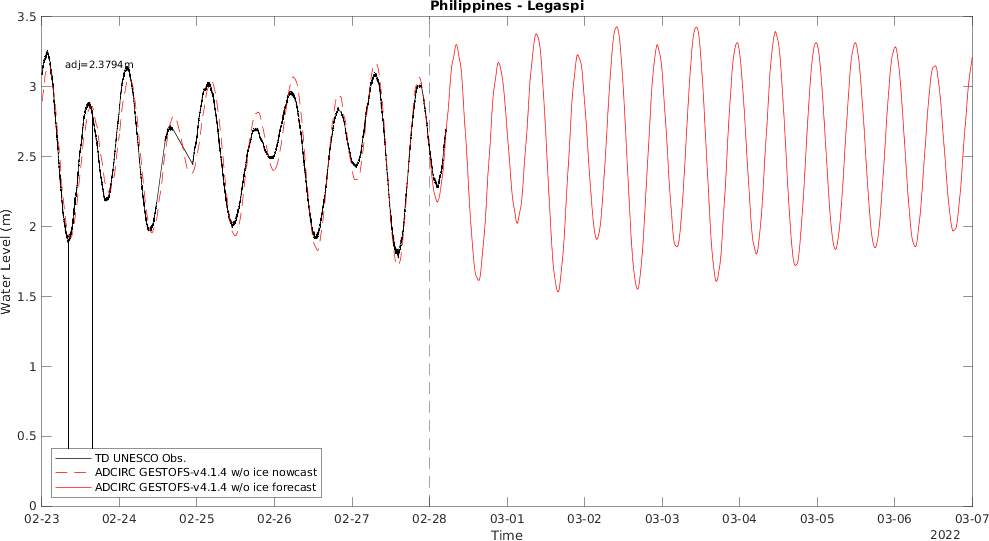 Philippines - Legaspi
3.5
3
2.5
2
1.5
1
0.5
0
Water Level (m)
adj=2.3794m
TD UNESCO Obs.
ADCIRC GESTOFS-v4.1.4 w/o ice nowcast
ADCIRC GESTOFS-v4.1.4 w/o ice forecast
02-23 02-24 02-25 02-26 02-27 02-28 03-01 03-02 03-03 03-04 03-05 03-06 03-07
Time
2022